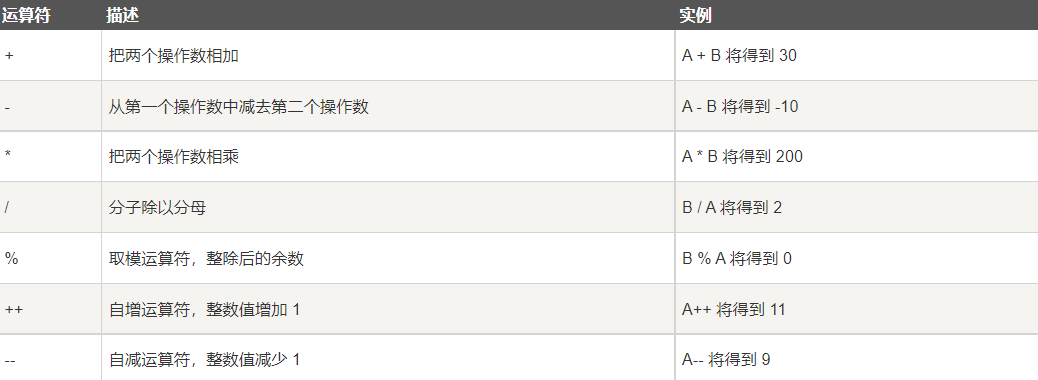 运算符 描述 实例
+ 把两个操作数相加 A + B 将得到 30
- 从第一个操作数中减去第二个操作数 A - B 将得到 -10
* 把两个操作数相乘 A * B 将得到 200
/ 分子除以分母 B / A 将得到 2
% 取模运算符，整除后的余数 B % A 将得到 0
++ 自增运算符，整数值增加 1 A++ 将得到 11
-- 自减运算符，整数值减少 1 A-- 将得到 9